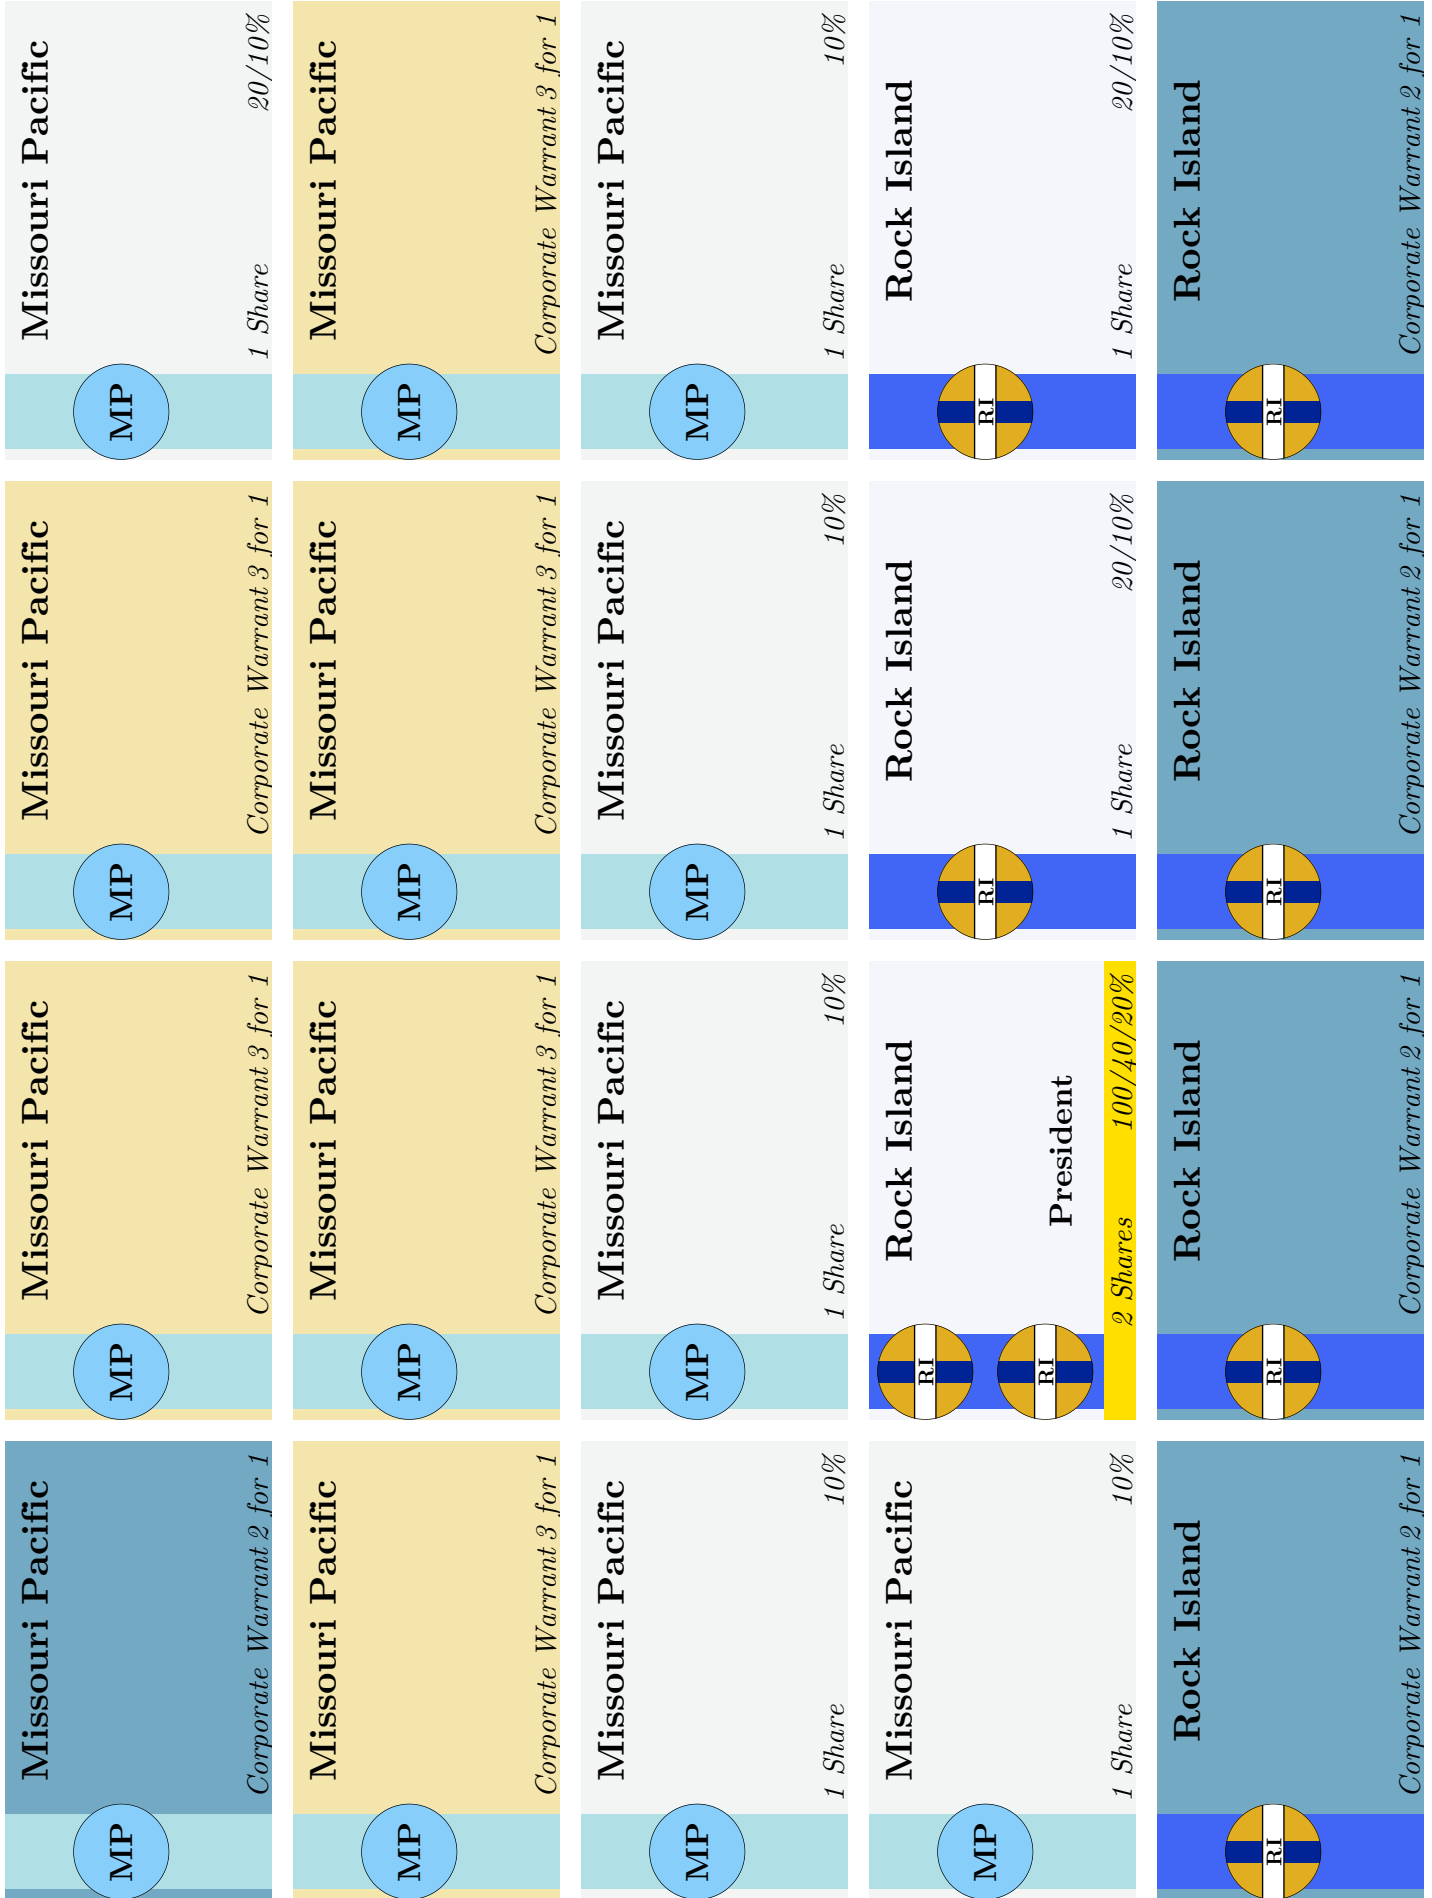 Missouri Pacific
MP
Corporate Warrant 2 for 1
Missouri Pacific
MP
Corporate Warrant 3 for 1
Missouri Pacific
MP
Corporate Warrant 3 for 1
Missouri Pacific
MP
1 Share 20/10%
Missouri Pacific
MP
Corporate Warrant 3 for 1
Missouri Pacific
MP
Corporate Warrant 3 for 1
Missouri Pacific
MP
Corporate Warrant 3 for 1
Missouri Pacific
MP
Corporate Warrant 3 for 1
Missouri Pacific
MP
1 Share 10%
Missouri Pacific
MP
1 Share 10%
Missouri Pacific
MP
1 Share 10%
Missouri Pacific
MP
1 Share 10%
Missouri Pacific
MP
1 Share 10%
Rock Island
RI
RI
President
2 Shares 100/40/20%
Rock Island
RI
1 Share 20/10%
Rock Island
RI
1 Share 20/10%
Rock Island
RI
Corporate Warrant 2 for 1
Rock Island
RI
Corporate Warrant 2 for 1
Rock Island
RI
Corporate Warrant 2 for 1
Rock Island
RI
Corporate Warrant 2 for 1